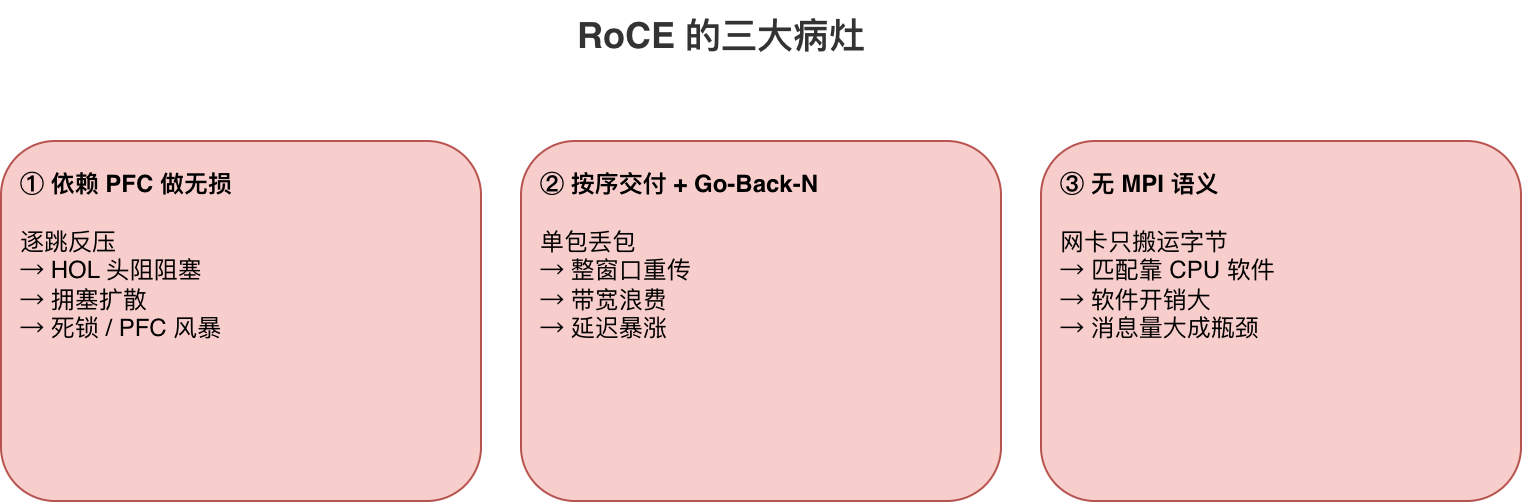 RoCE 的三大病灶
① 依赖 PFC 做无损
逐跳反压
→ HOL 头阻阻塞
→ 拥塞扩散
→ 死锁 / PFC 风暴
② 按序交付 + Go-Back-N
单包丢包
→ 整窗口重传
→ 带宽浪费
→ 延迟暴涨
③ 无 MPI 语义
网卡只搬运字节
→ 匹配靠 CPU 软件
→ 软件开销大
→ 消息量大成瓶颈